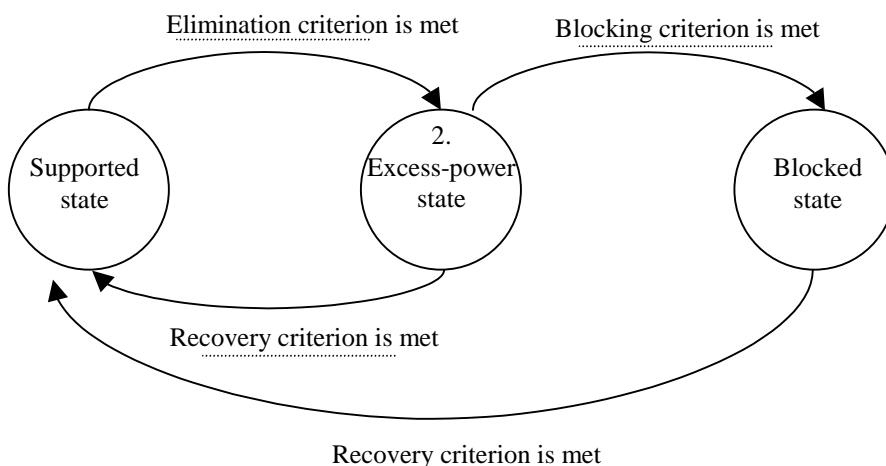 Elimination criterion is met
Blocking criterion is met
Supported
state
2.
Excess-power
state
Blocked
state
Recovery criterion is met
Recovery criterion is met